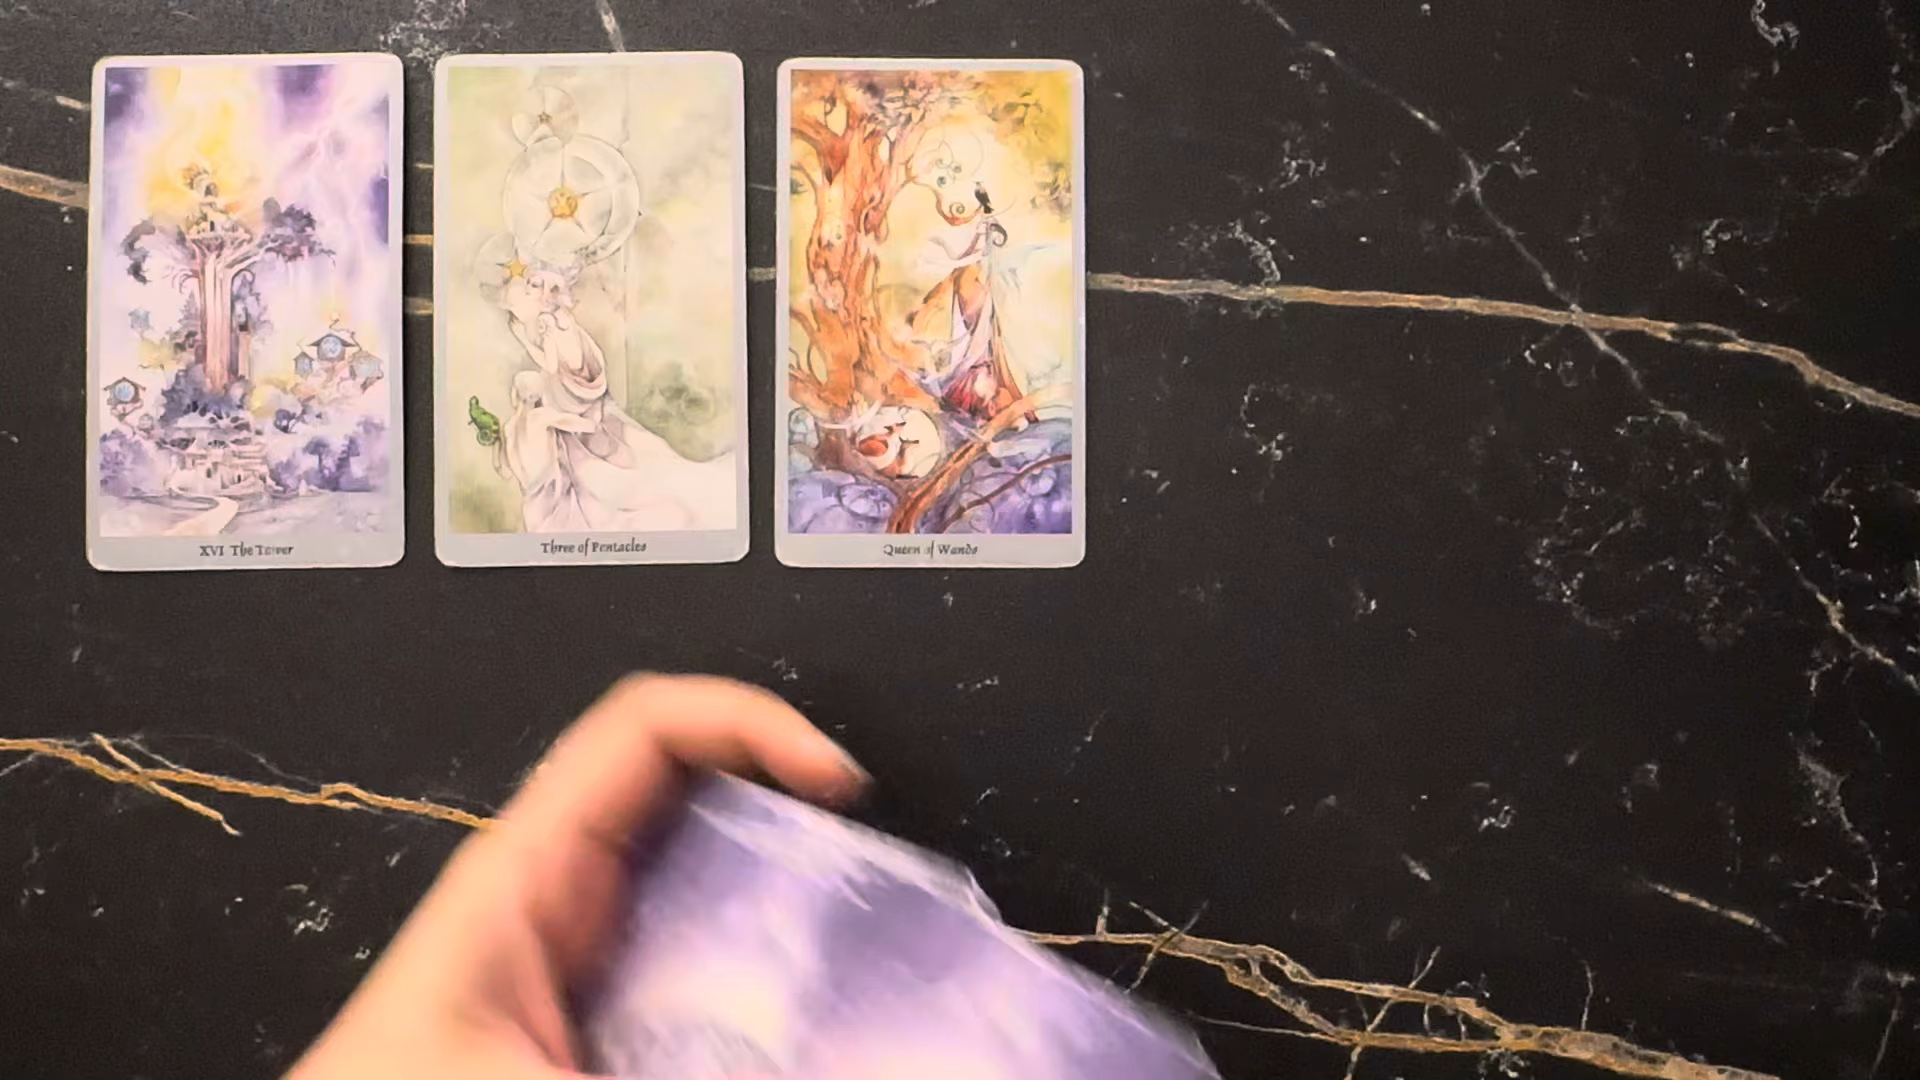 XVI The Tower
Three of Pentacles
Queen of Wands